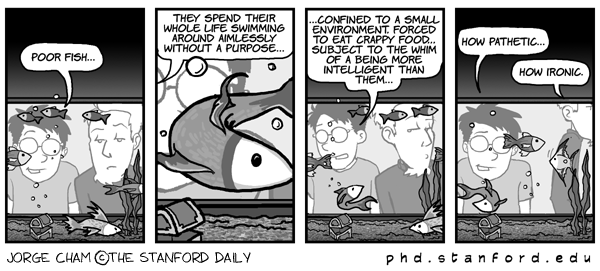 POOR FISH...
THEY SPEND THEIR
WHOLE LIFE SWIMMING
AROUND AIMLESSLY
WITHOUT A PURPOSE...
...CONFINED TO A SMALL
ENVIRONMENT. FORCED
TO EAT CRAPPY FOOD...
SUBJECT TO THE WHIM
OF A BEING MORE
INTELLIGENT THAN
THEM...
HOW PATHETIC...
HOW IRONIC.
JORGE CHAM ©THE STANFORD DAILY
phd.stanford.edu